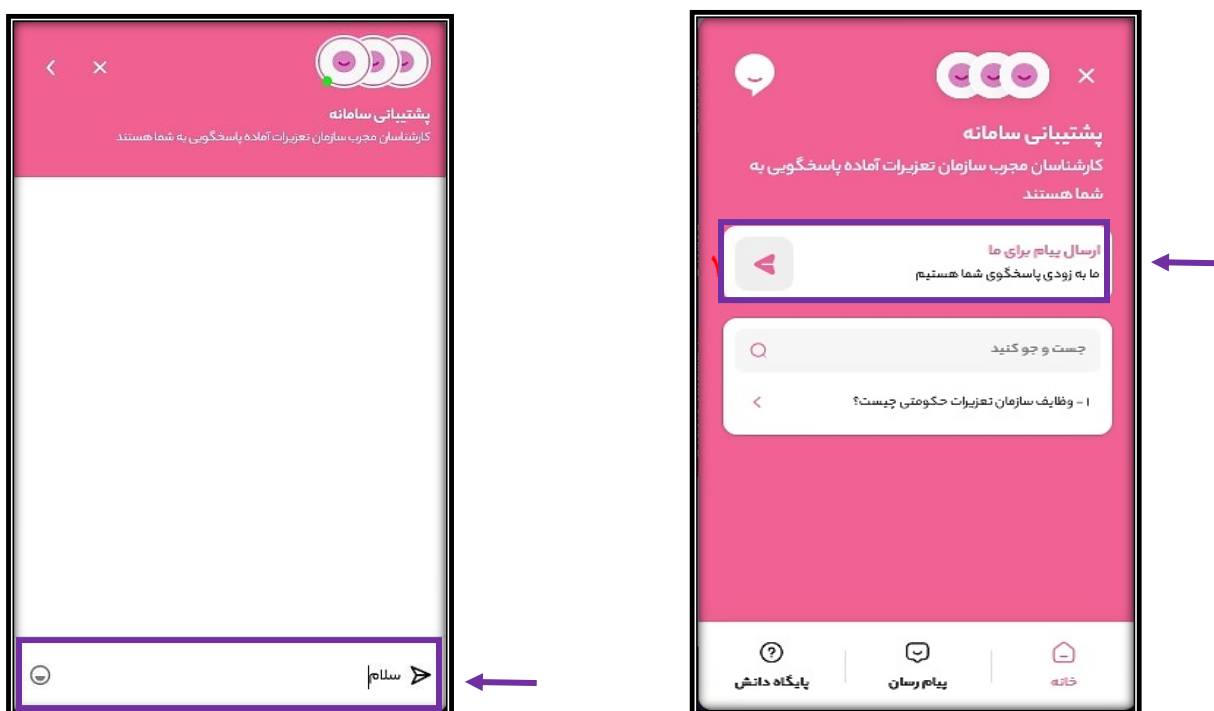 پشتیبانی سامانه
کارشناسان مجرب سازمان تعزیرات آماده پاسخگویی به
شما هستند
ارسال پیام برای ما
ما به زودی پاسخگوی شما هستیم
۱
جست و جو کنید
۱ - وظایف سازمان تعزیرات حکومتی چیست؟
خانه
پیام رسان
پایگاه دانش
پشتیبانی سامانه
کارشناسان مجرب سازمان تعزیرات آماده پاسخگویی به شما هستند
سلام